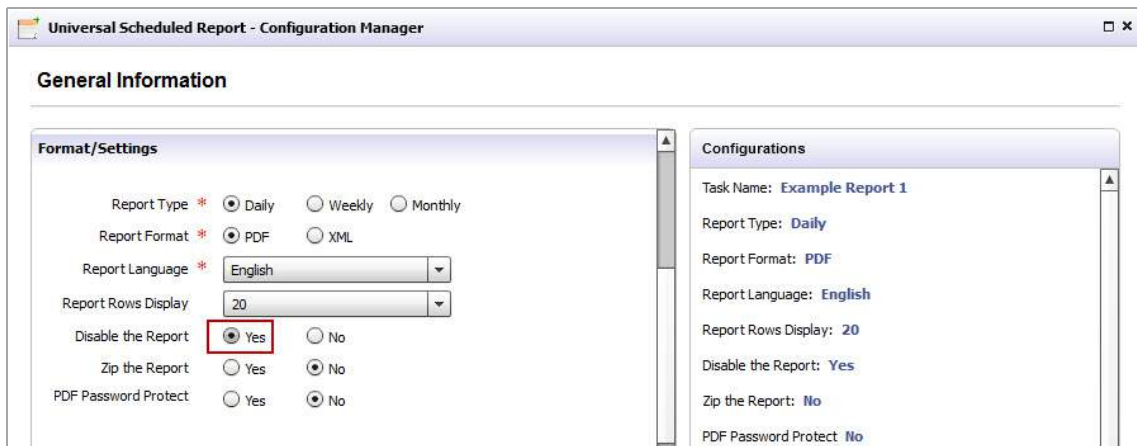 Universal Scheduled Report - Configuration Manager
General Information
Format/Settings
Report Type * Daily Weekly Monthly
Report Format * PDF XML
Report Language * English
Report Rows Display 20
Disable the Report Yes No
Zip the Report Yes No
PDF Password Protect Yes No
Configurations
Task Name: Example Report 1
Report Type: Daily
Report Format: PDF
Report Language: English
Report Rows Display: 20
Disable the Report: Yes
Zip the Report: No
PDF Password Protect No